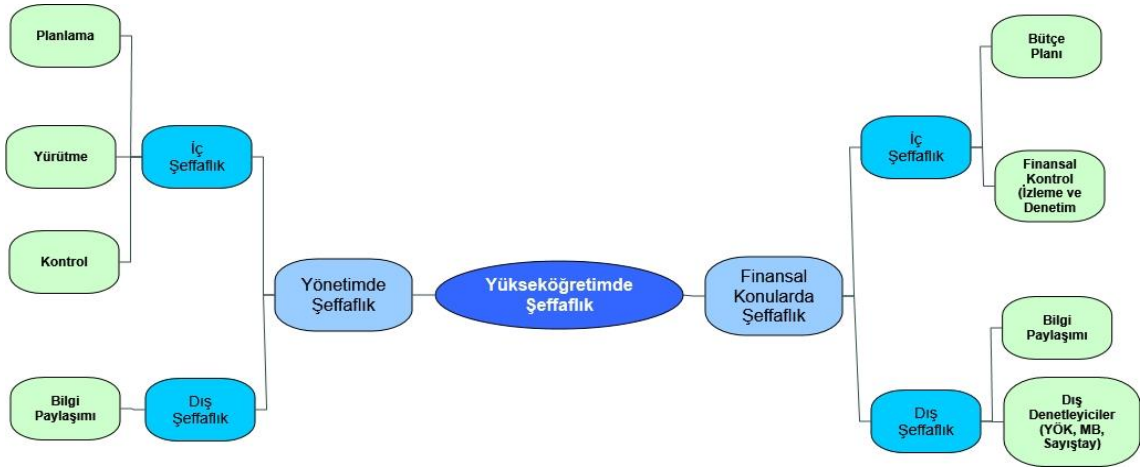 Planlama
Yürütme
Kontrol
Bilgi
Paylaşımı
İç
Şeffaflık
Dış
Şeffaflık
Yönetimde
Şeffaflık
Yükseköğretimde
Şeffaflık
Finansal
Konularda
Şeffaflık
İç
Şeffaflık
Dış
Şeffaflık
Bütçe
Planı
Finansal
Kontrol
(İzleme ve
Denetim
Bilgi
Paylaşımı
Dış
Denetleyiciler
(YÖK, MB,
Sayıştay)